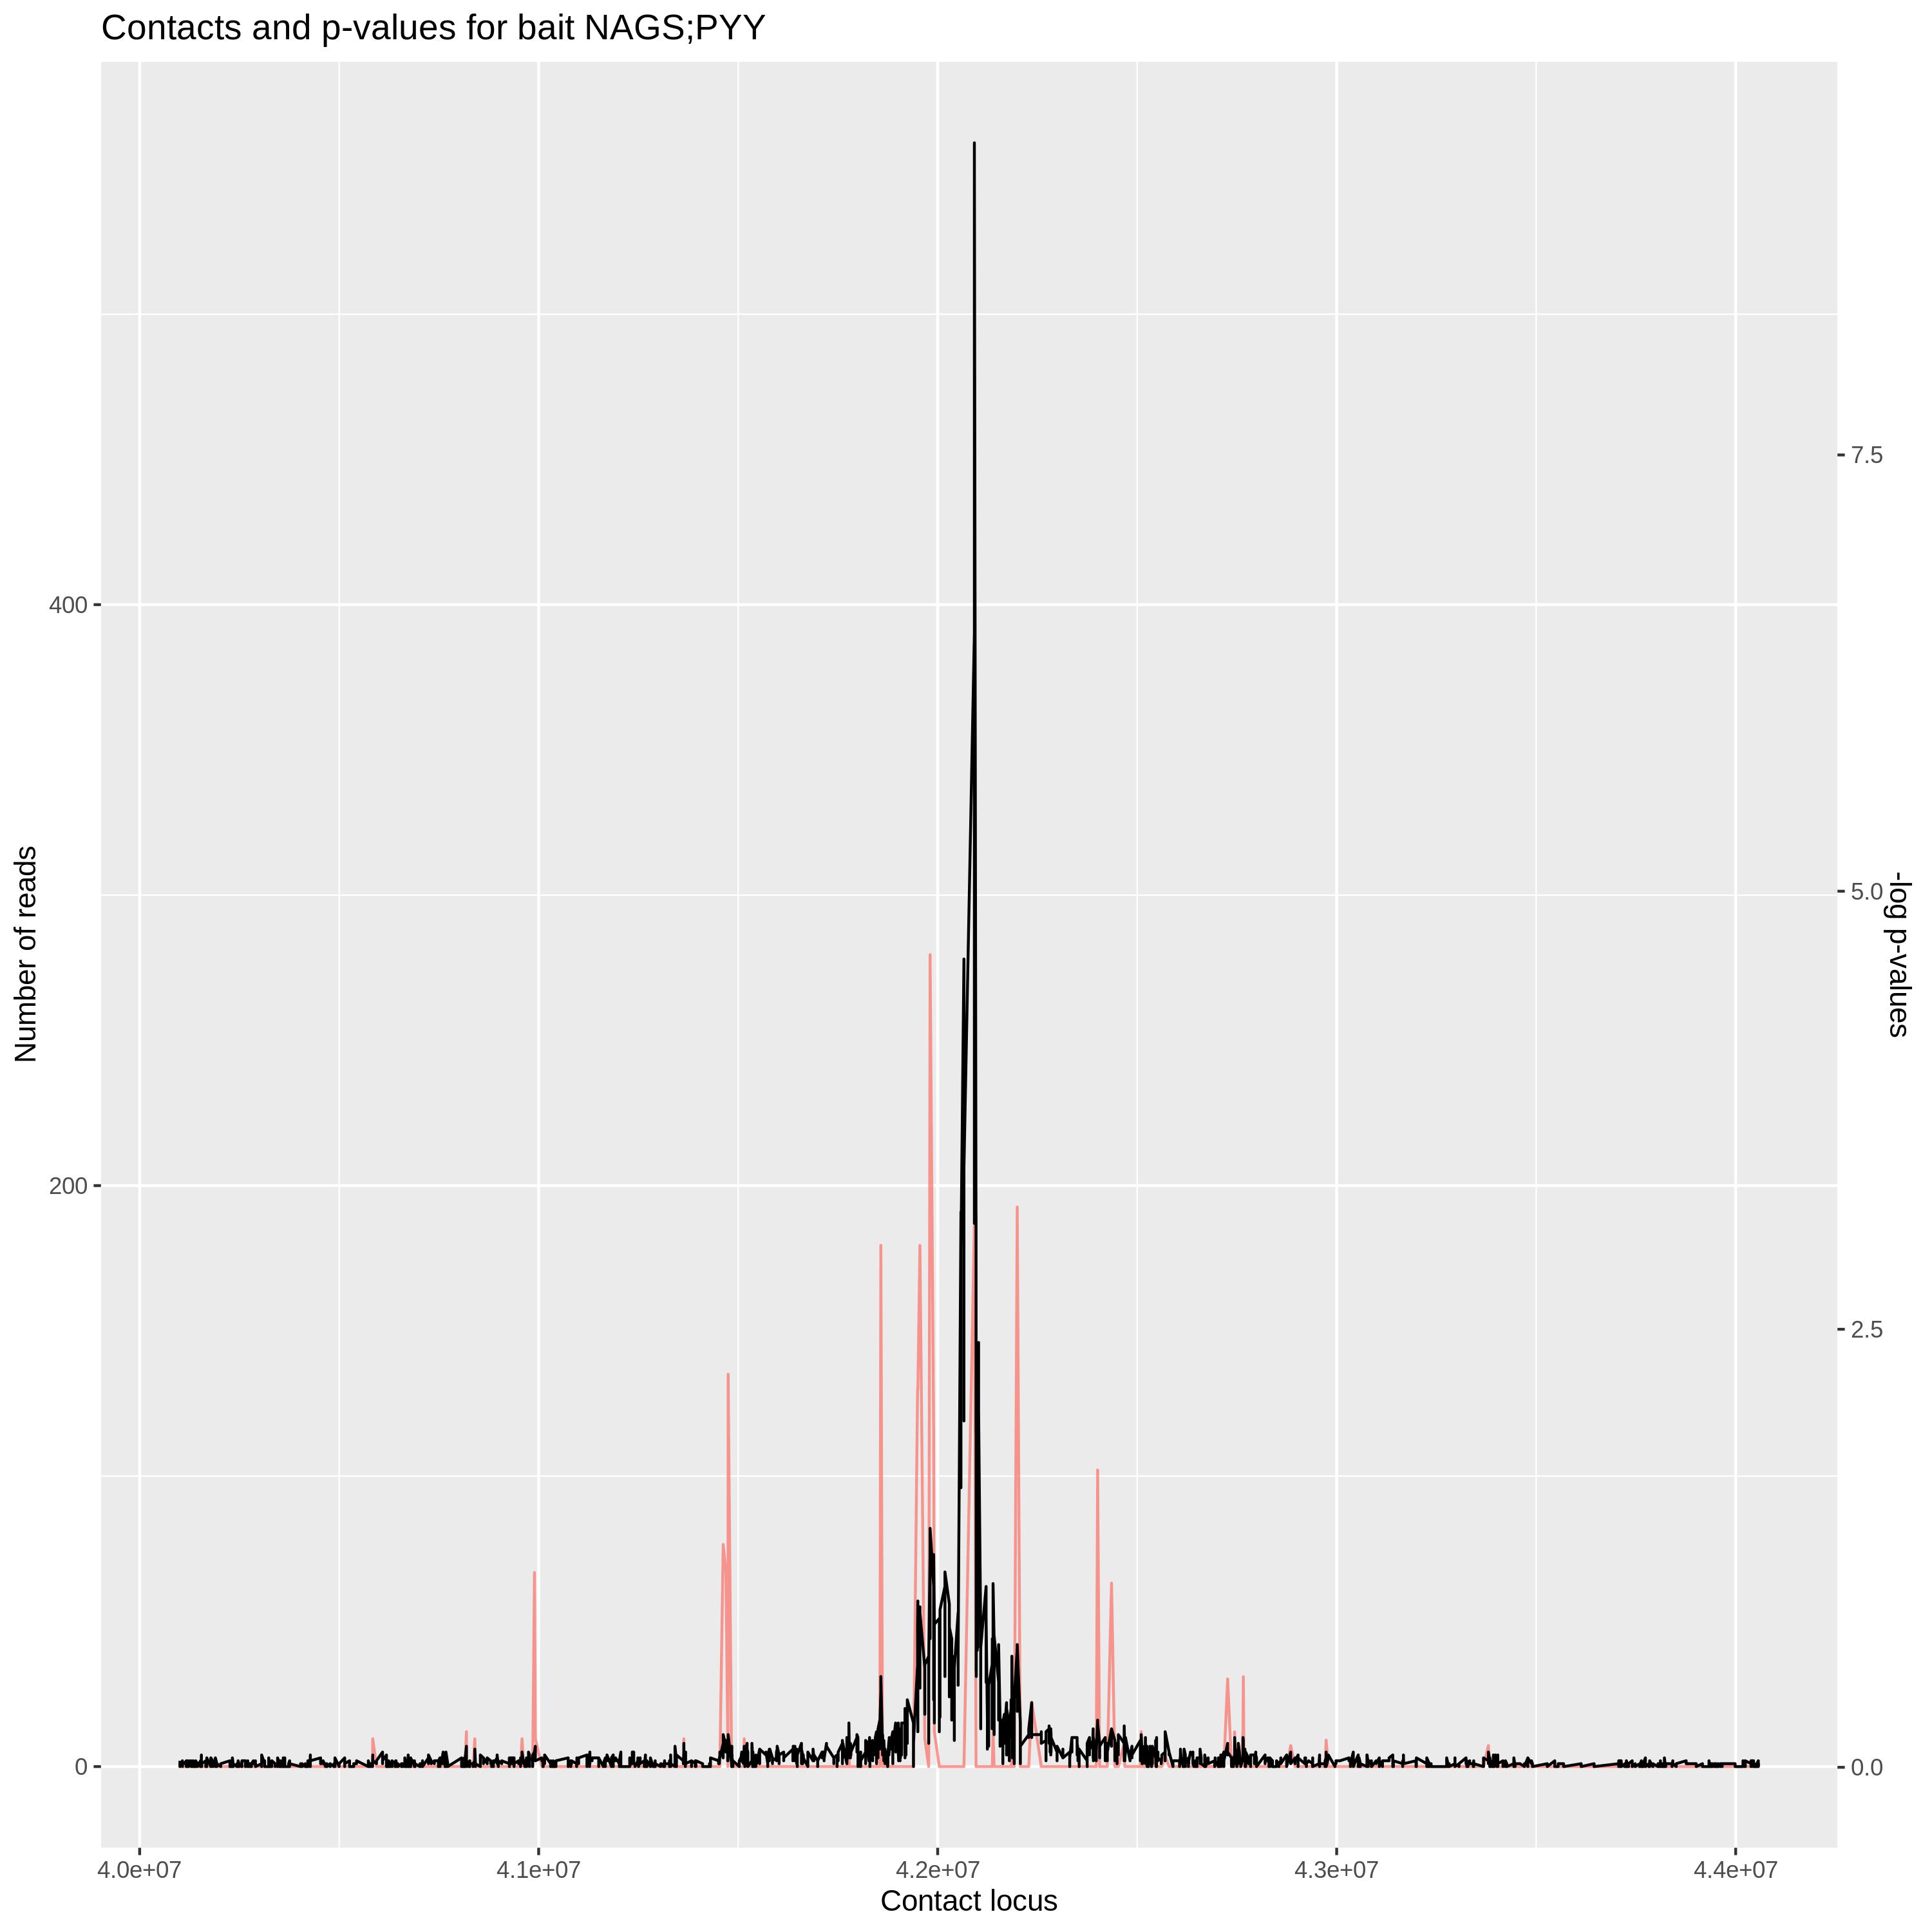 Contacts and p-values for bait NAGS;PYY
Number of reads
400
200
0
7.5
5.0
2.5
0.0
-log p-values
4.0e+07
4.1e+07
4.2e+07
4.3e+07
4.4e+07
Contact locus